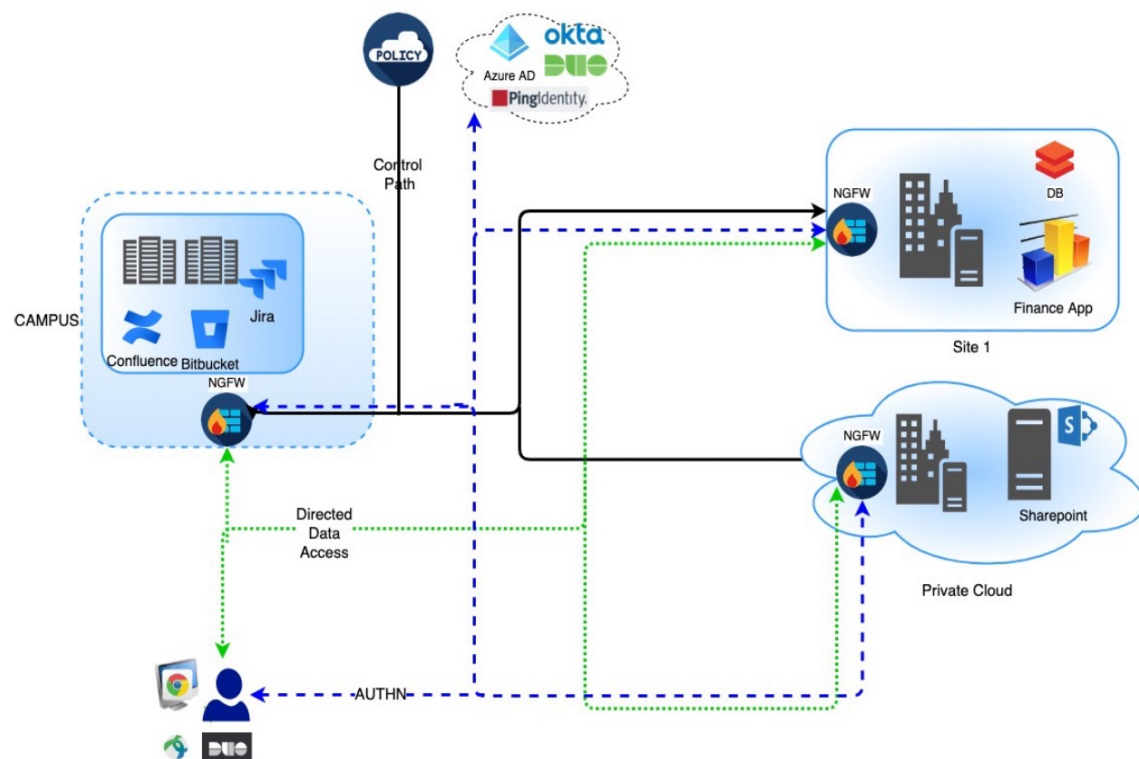 POLICY
okta
Azure AD
DUO
PingIdentity.
Control
Path
NGFW
DB
Finance App
Site 1
CAMPUS
Jira
Confluence
Bitbucket
NGFW
NGFW
S
Sharepoint
Private Cloud
Directed
Data
Access
AUTHN
DUO